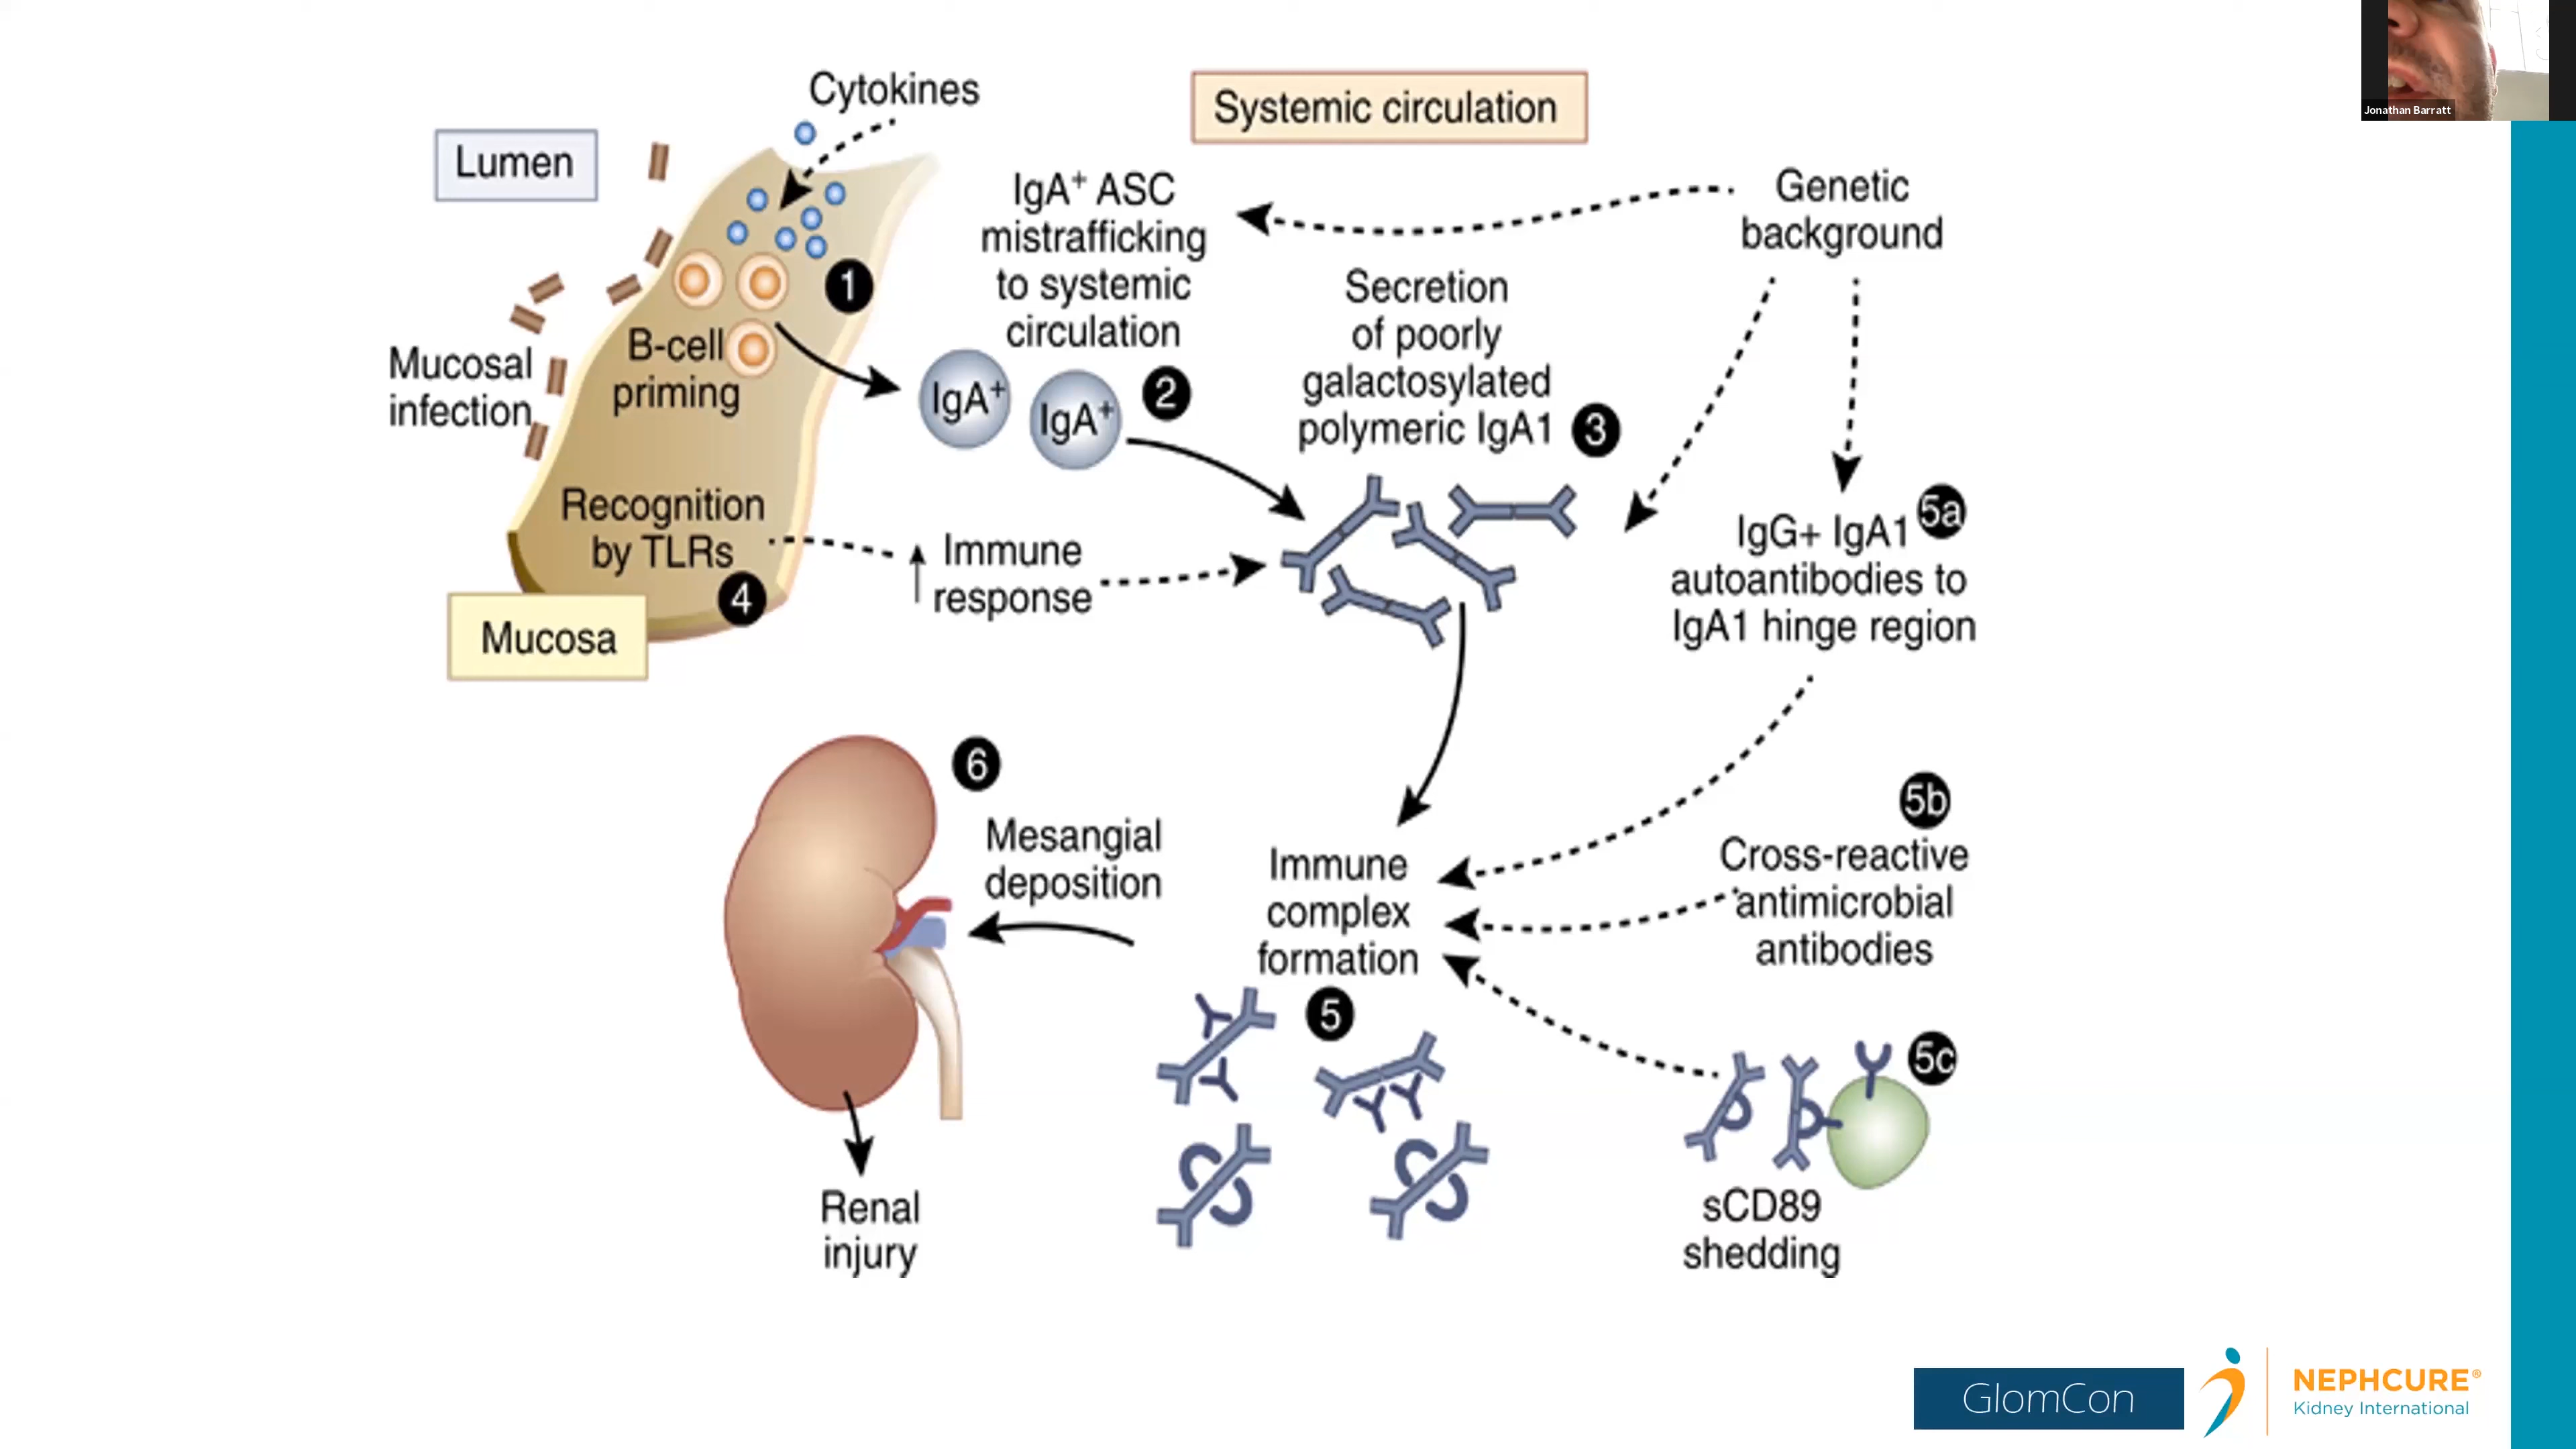 Jonathan Barratt
Cytokines
Systemic circulation
Lumen
IgA⁺ ASC
mistrafficking
to systemic
circulation
Genetic
background
Secretion
of poorly
galactosylated
polymeric IgA1
3
1
B-cell
priming
Mucosal
infection
IgA⁺
IgA⁺
2
Recognition
by TLRs
4
Mucosa
↑ Immune
response
5a
IgG+ IgA1
autoantibodies to
IgA1 hinge region
6
Mesangial
deposition
Immune
complex
formation
5
5b
Cross-reactive
antimicrobial
antibodies
5c
sCD89
shedding
Renal
injury
GlomCon
NEPHCURE®
Kidney International